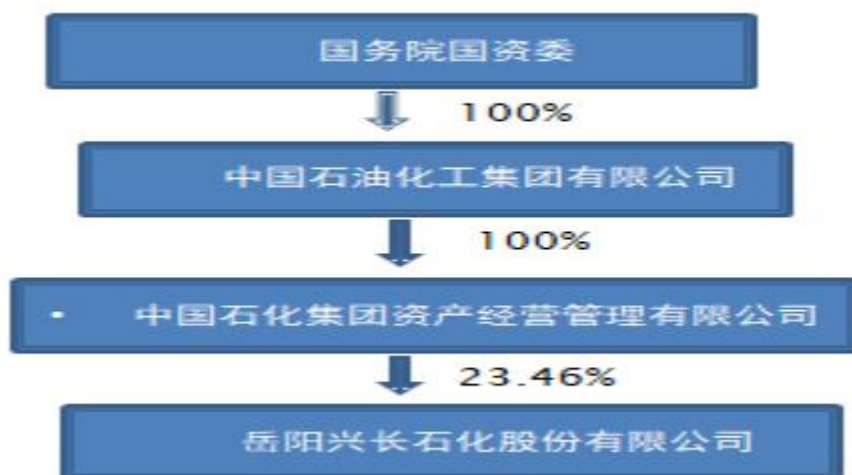 国务院国资委
100%
中国石油化工集团有限公司
100%
• 中国石化集团资产经营管理有限公司
23.46%
岳阳兴长石化股份有限公司